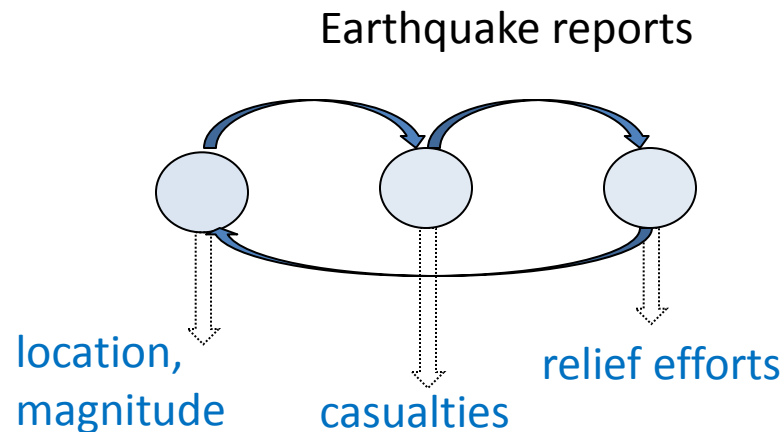 Earthquake reports
location,
magnitude
casualties
relief efforts